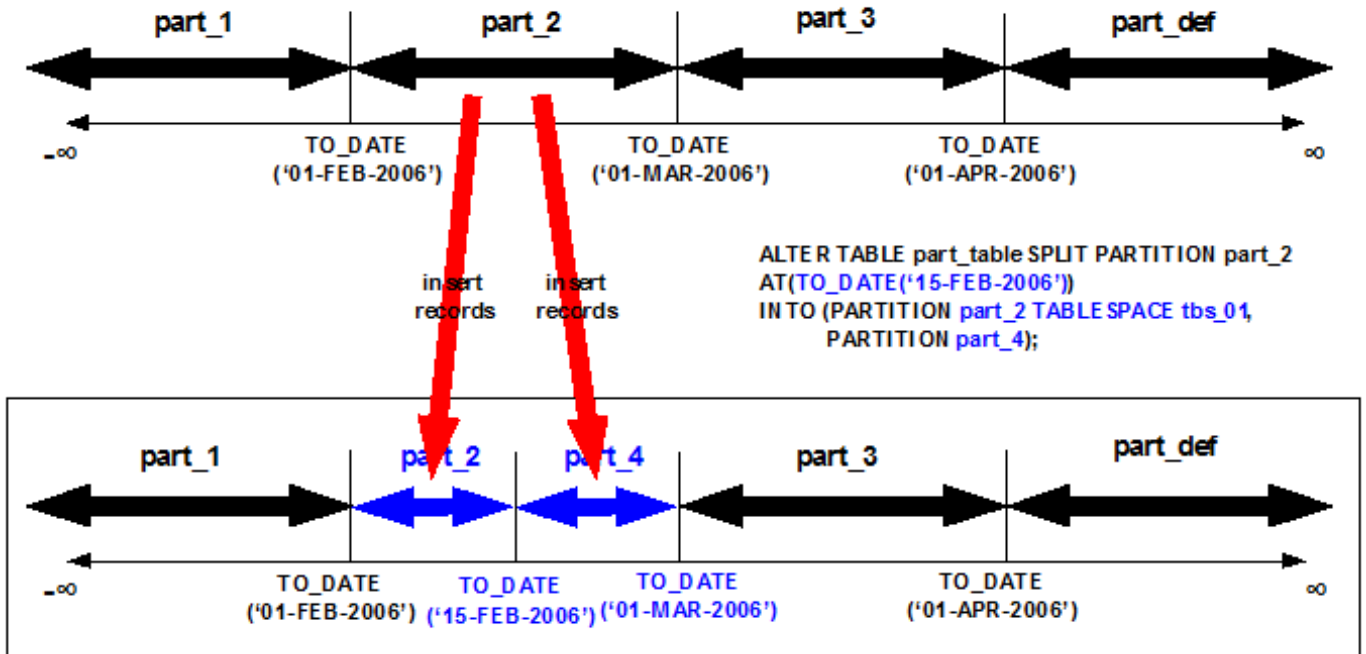 part_1 part_2 part_3 part_def
-∞ TO_DATE TO_DATE TO_DATE ∞
(‘01-FEB-2006’) (‘01-MAR-2006’) (‘01-APR-2006’)
ALTER TABLE part_table SPLIT PARTITION part_2
AT(TO_DATE(‘15-FEB-2006’))
INTO (PARTITION part_2 TABLESPACE tbs_01,
PARTITION part_4);
insert insert
records records
part_1 part_2 part_4 part_3 part_def
-∞ TO_DATE TO_DATE TO_DATE TO_DATE ∞
(‘01-FEB-2006’) (‘15-FEB-2006’) (‘01-MAR-2006’) (‘01-APR-2006’)